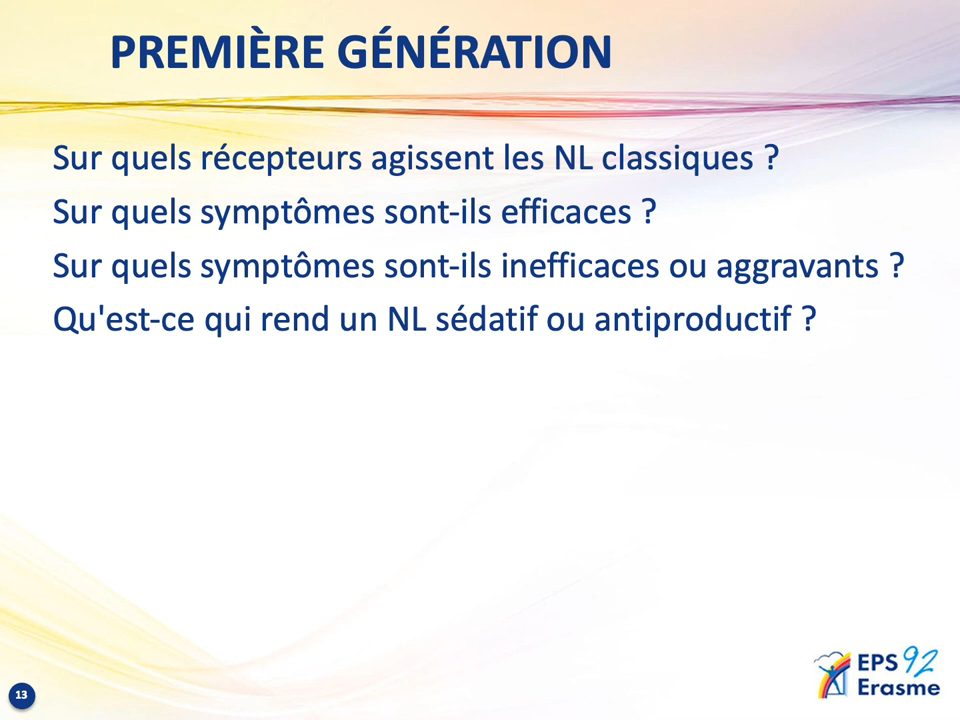 PREMIÈRE GÉNÉRATION
Sur quels récepteurs agissent les NL classiques ?
Sur quels symptômes sont-ils efficaces ?
Sur quels symptômes sont-ils inefficaces ou aggravants ?
Qu'est-ce qui rend un NL sédatif ou antiproductif ?
13
EPS 92
Erasme